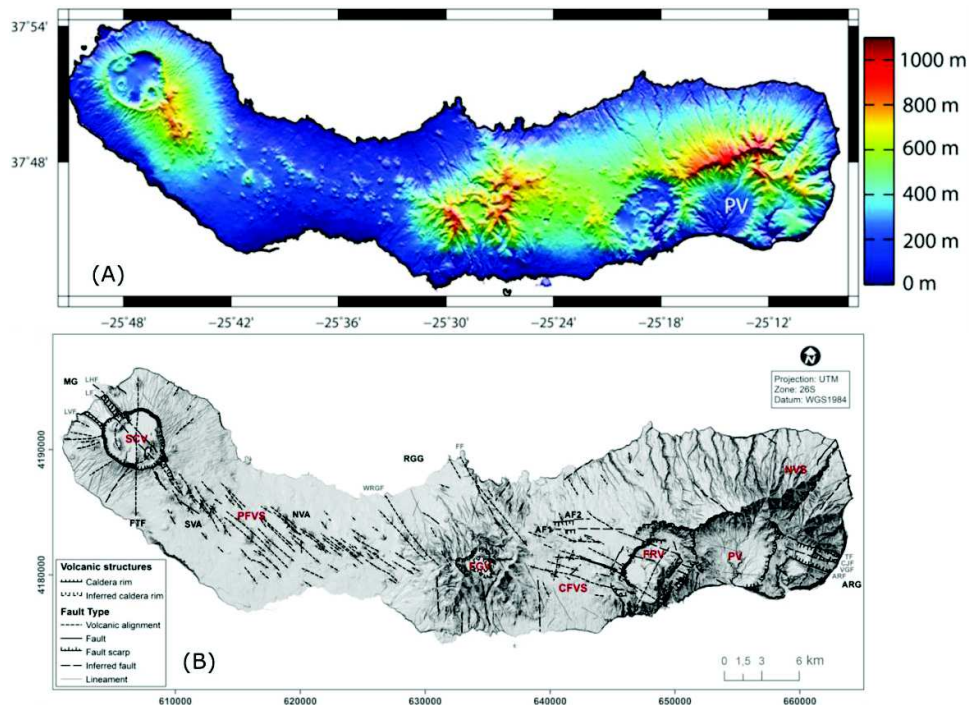 37°54'
37°48'
(A)
PV
1000 m
800 m
600 m
400 m
200 m
0 m
−25°48'
−25°42'
−25°36'
−25°30'
−25°24'
−25°18'
−25°12'
Projection: UTM
Zone: 26S
Datum: WGS1984
MG
LHF
LF
LVF
SCV
FTF
SVA
PFVS
NVA
WRGF
RGG
FF
FGV
AF1
AF2
CFVS
FRV
PV
NVS
TF
CJF
VGF
ARF
ARG
4190000
4180000
Volcanic structures
Caldera rim
Inferred caldera rim
Fault Type
Volcanic alignment
Fault
Fault scarp
Inferred fault
Lineament
(B)
0 1,5 3 6 km
610000
620000
630000
640000
650000
660000